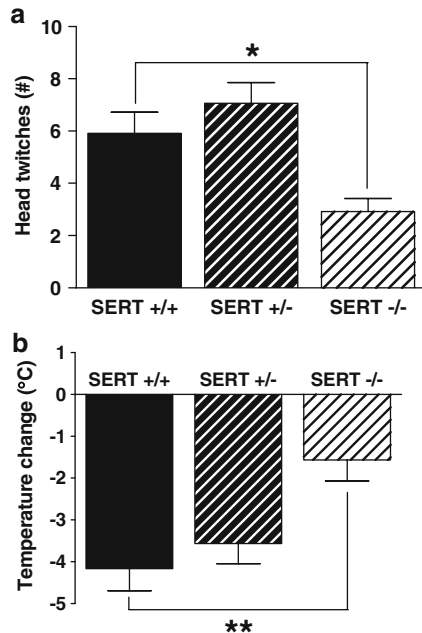 a
Head twitches (#)
10
8
6
4
2
0
*
SERT +/+ SERT +/- SERT -/-
b
Temperature change (°C)
1
0
-1
-2
-3
-4
-5
SERT +/+ SERT +/- SERT -/-
**